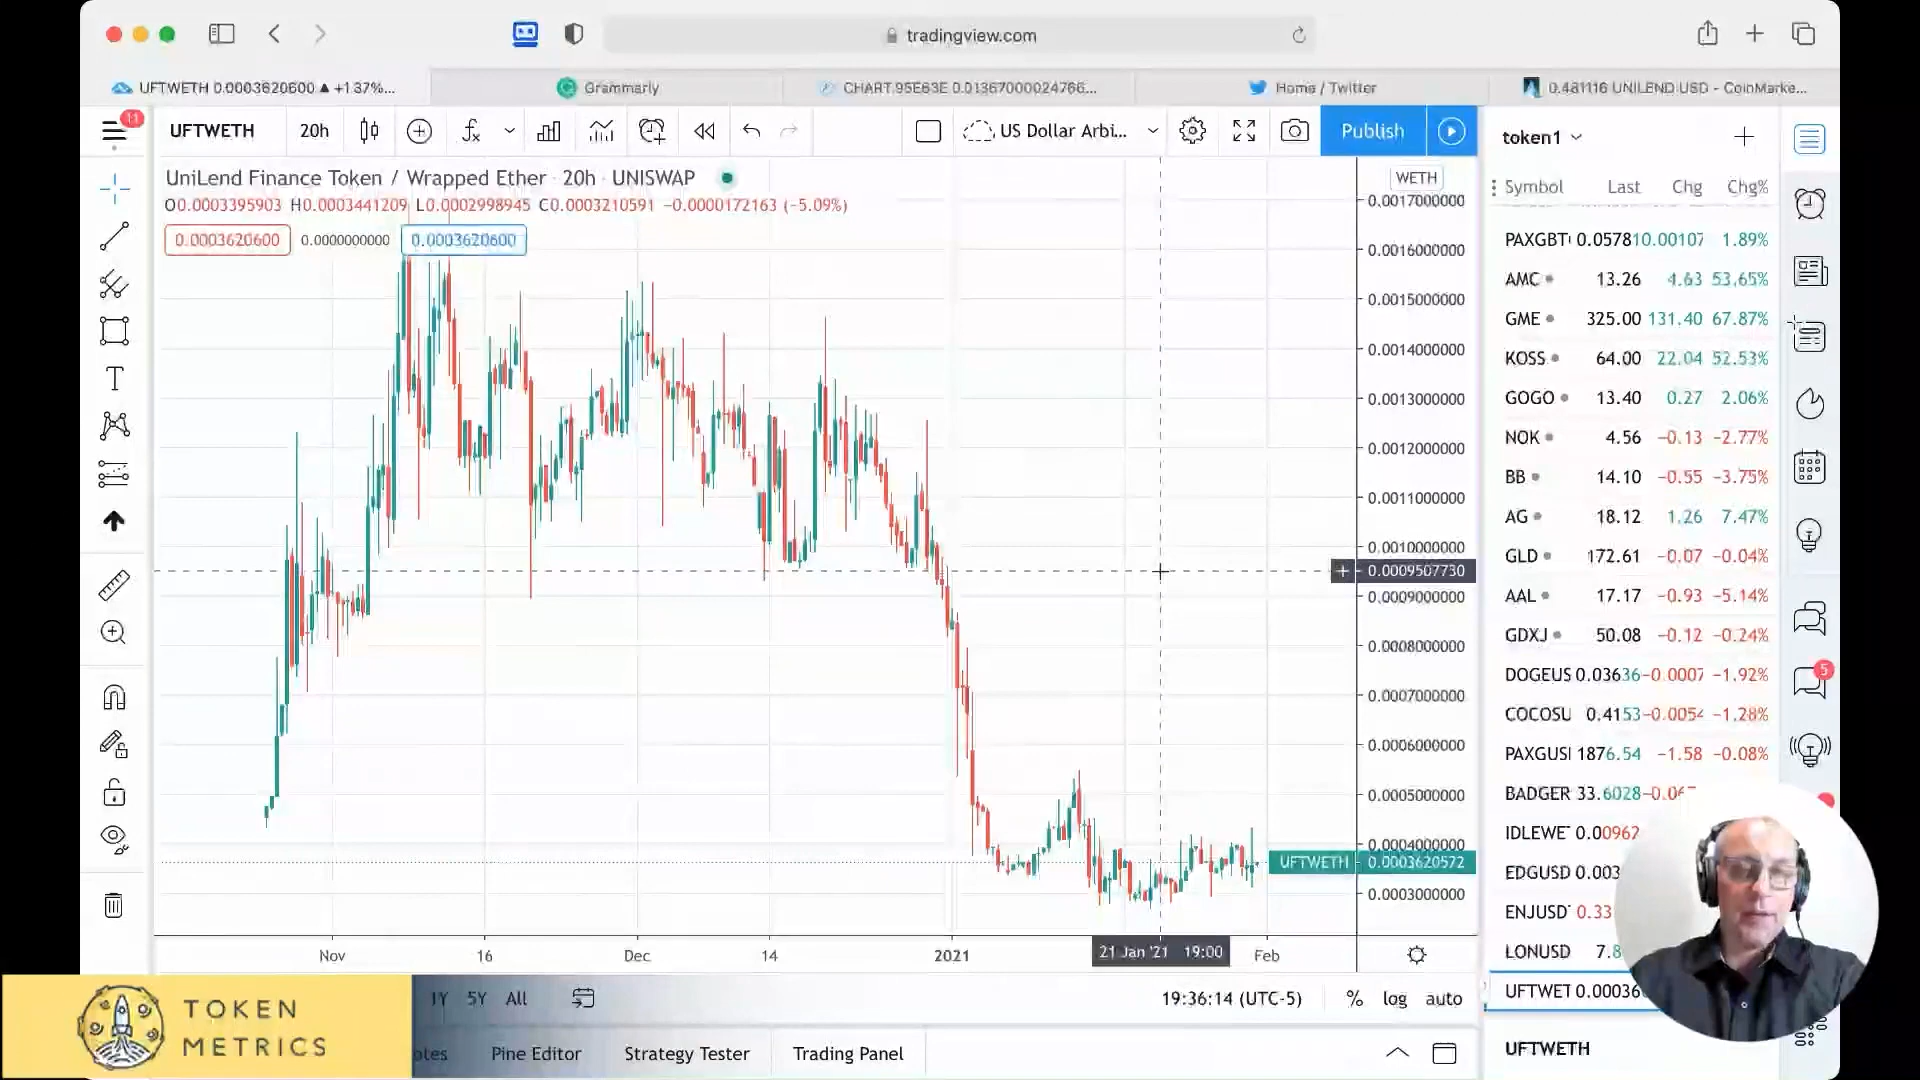 tradingview.com
UFTWETH 0.0003620600 ▲ +1.37%...
Grammarly
CHART.95E63E 0.01367000024766...
Home / Twitter
0.481116 UNILEND:USD - CoinMarke...
11
UFTWETH
20h
US Dollar Arbi...
Publish
token1
UniLend Finance Token / Wrapped Ether · 20h · UNISWAP
WETH
Symbol Last Chg Chg%
O0.0003395903 H0.0003441209 L0.0002998945 C0.0003210591 −0.0000172163 (−5.09%)
0.0003620600 0.0000000000 0.0003620600
0.0017000000
0.0016000000
0.0015000000
0.0014000000
0.0013000000
0.0012000000
0.0011000000
0.0010000000
0.0009507730
0.0009000000
0.0008000000
0.0007000000
0.0006000000
0.0005000000
0.0004000000
UFTWETH 0.0003620572
0.0003000000
PAXGBT 0.05781 0.00107 1.89%
AMC 13.26 4.63 53.65%
GME 325.00 131.40 67.87%
KOSS 64.00 22.04 52.53%
GOGO 13.40 0.27 2.06%
NOK 4.56 −0.13 −2.77%
BB 14.10 −0.55 −3.75%
AG 18.12 1.26 7.47%
GLD 172.61 −0.07 −0.04%
AAL 17.17 −0.93 −5.14%
GDXJ 50.08 −0.12 −0.24%
DOGEUS 0.03636 −0.0007 −1.92%
COCOSU 0.4153 −0.0054 −1.28%
PAXGUSI 1876.54 −1.58 −0.08%
BADGER 33.6028 −0.06
IDLEWE 0.00962
EDGUSD 0.003
ENJUSD 0.33
LONUSD 7.8
UFTWET 0.00036
5
Nov 16 Dec 14 2021 21 Jan '21 19:00 Feb
1Y 5Y All
19:36:14 (UTC-5) % log auto
otes Pine Editor Strategy Tester Trading Panel
UFTWETH
TOKEN
METRICS